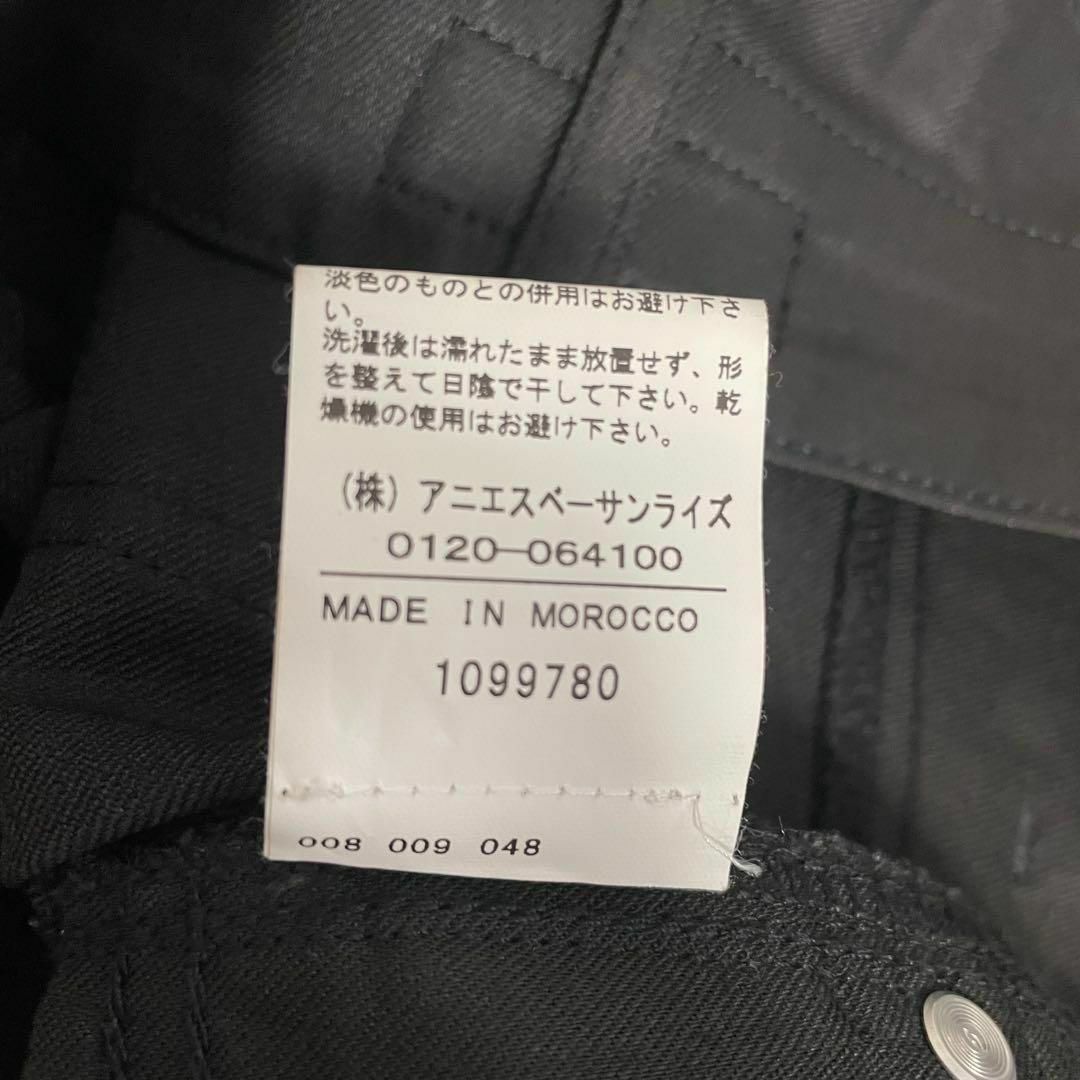 淡色のものとの併用はお避け下さ
い。
洗濯後は濡れたまま放置せず、形
を整えて日陰で干して下さい。乾
燥機の使用はお避け下さい。
(株)アニエスベーサンライズ
0120-064100
MADE IN MOROCCO
1099780
008 009 048